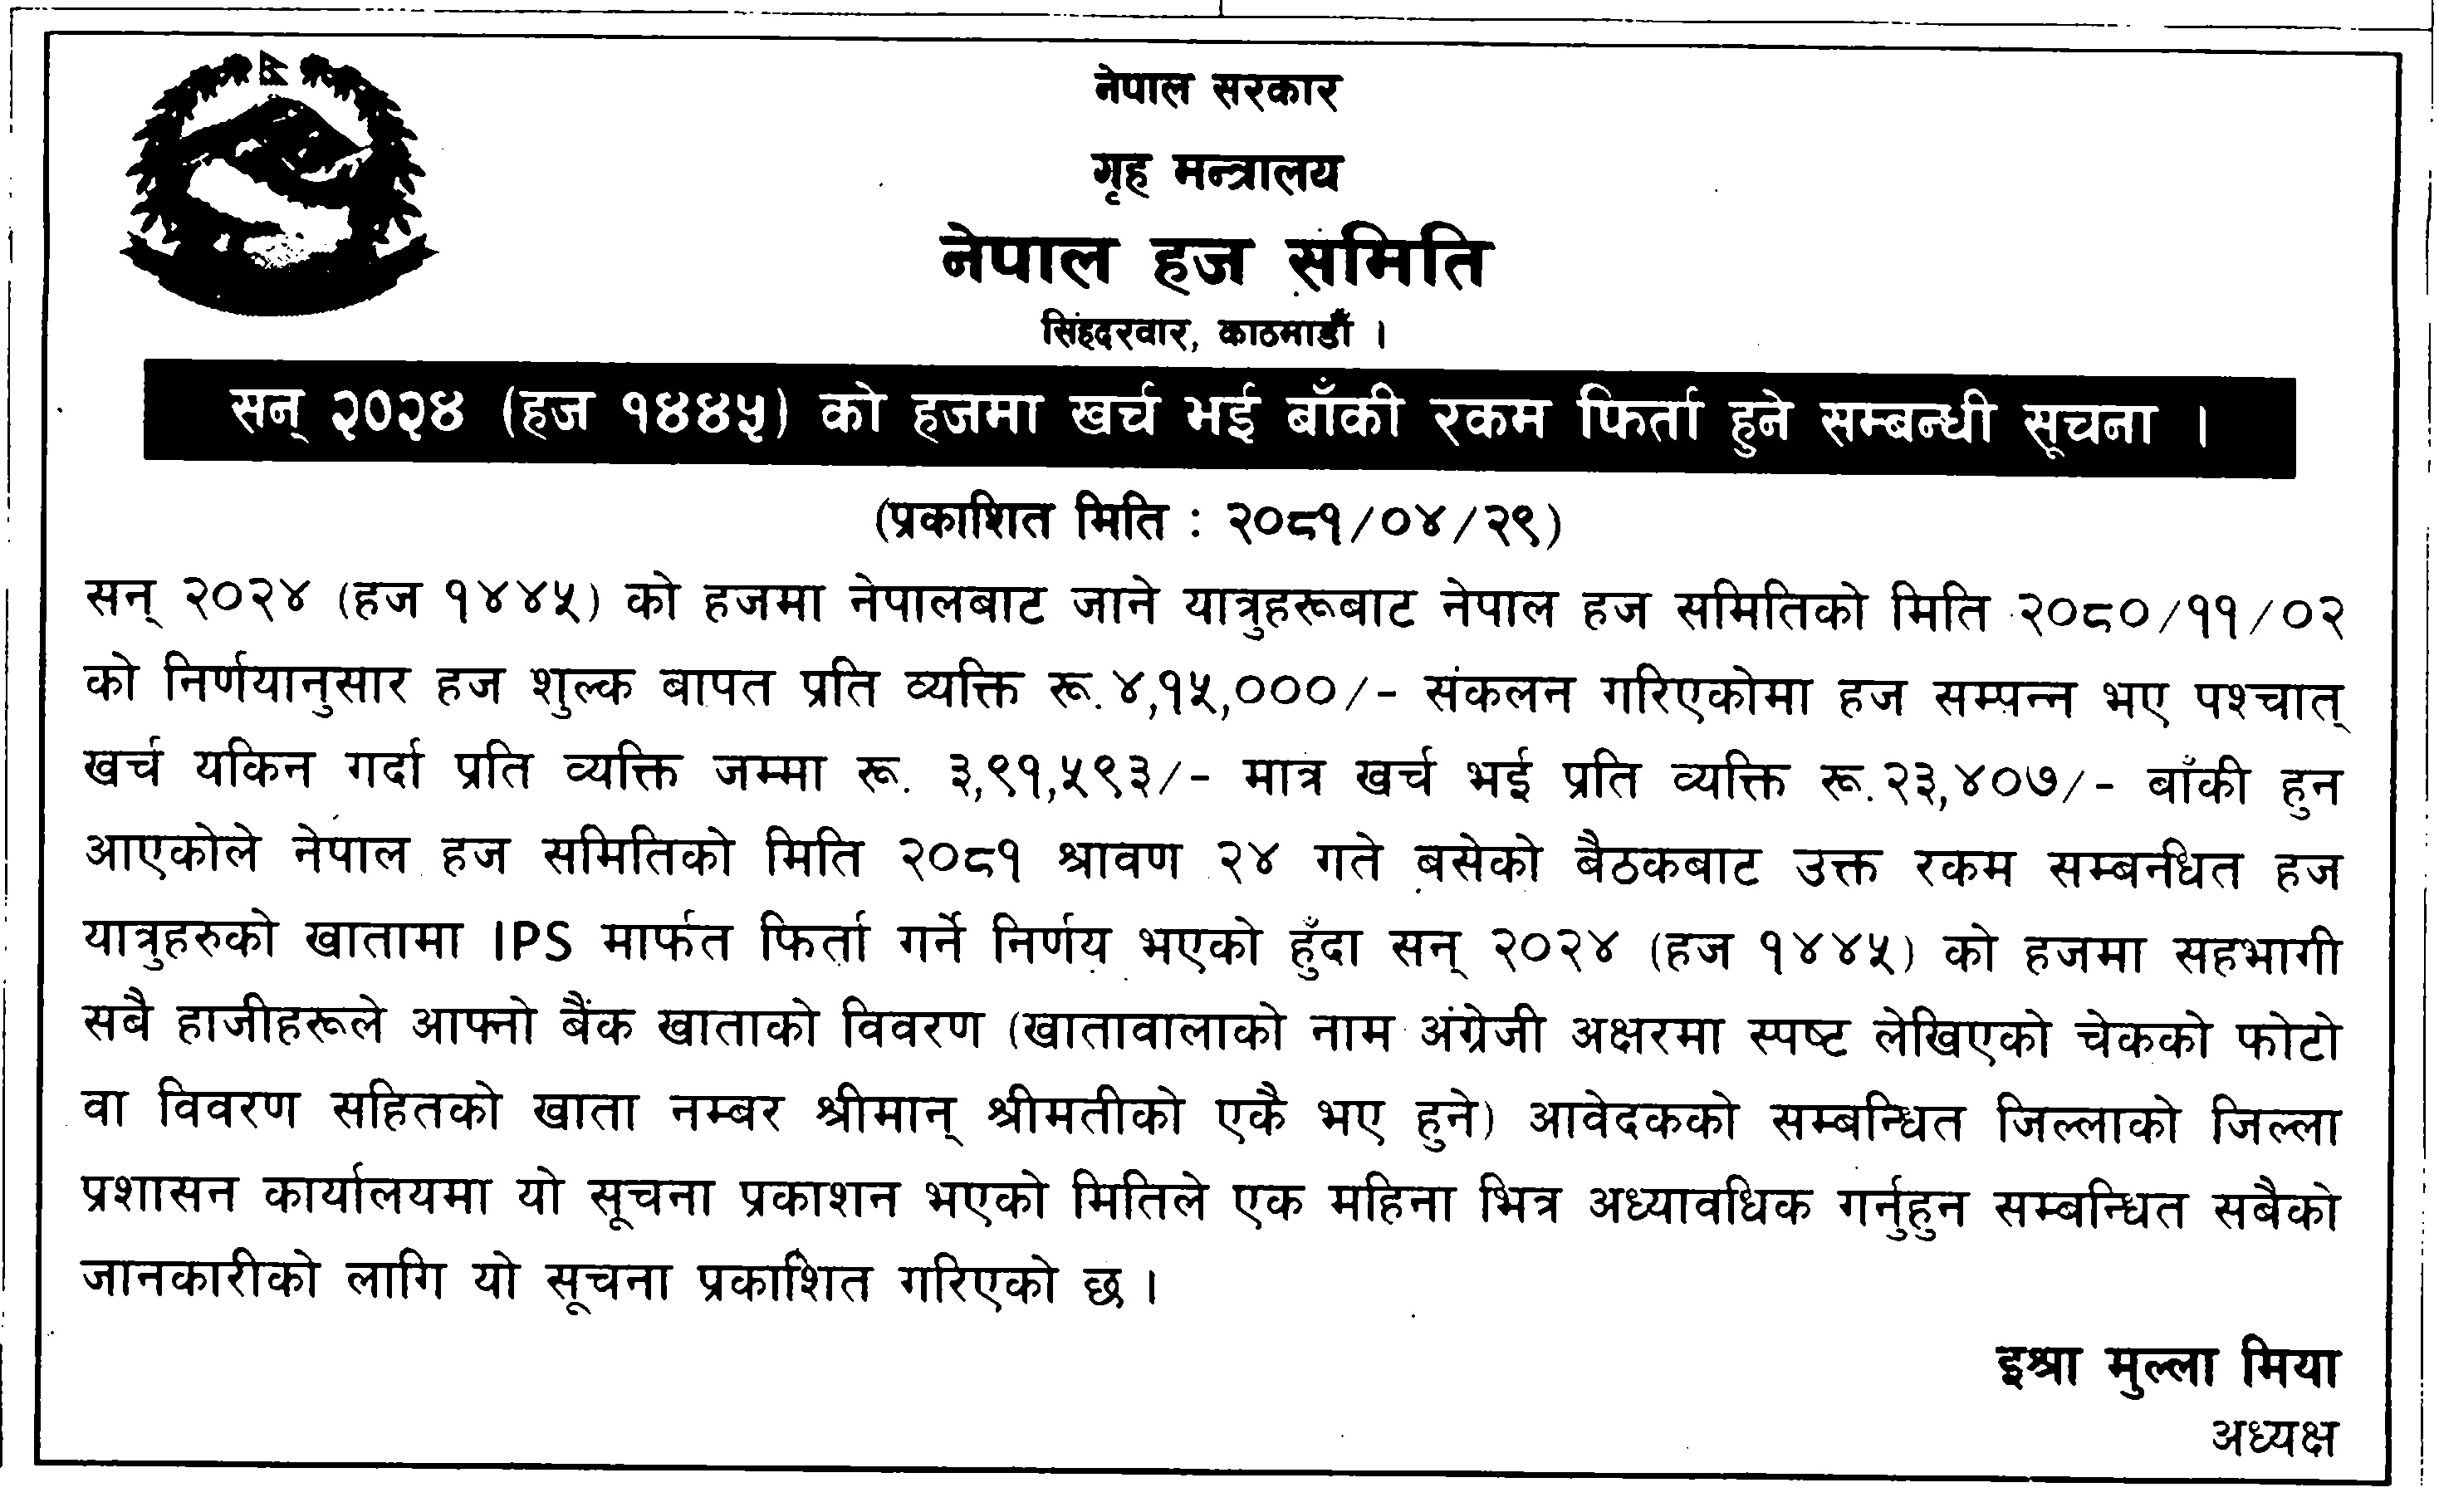 नेपाल सरकार
गृह मन्त्रालय
नेपाल हज समिति
सिंहदरवार, काठमाडौं ।
सन् २०२४ (हज १४४५) को हजमा खर्च भई बाँकी रकम फिर्ता हुने सम्बन्धी सूचना ।
(प्रकाशित मिति : २०८१/०४/२९)
सन् २०२४ (हज १४४५) को हजमा नेपालबाट जाने यात्रुहरूबाट नेपाल हज समितिको मिति २०८०/११/०२
को निर्णयानुसार हज शुल्क बापत प्रति व्यक्ति रू.४,१५,०००/- संकलन गरिएकोमा हज सम्पन्न भए पश्चात्
खर्च यकिन गर्दा प्रति व्यक्ति जम्मा रू. ३,९१,५९३/- मात्र खर्च भई प्रति व्यक्ति रू.२३,४०७/- बाँकी हुन
आएकोले नेपाल हज समितिको मिति २०८१ श्रावण २४ गते बसेको बैठकबाट उक्त रकम सम्बर्नधित हज
यात्रुहरुको खातामा IPS मार्फत फिर्ता गर्ने निर्णय भएको हुँदा सन् २०२४ (हज १४४५) को हजमा सहभागी
सबै हाजीहरूले आफ्नो बैंक खाताको विवरण (खातावालाको नाम अंग्रेजी अक्षरमा स्पष्ट लेखिएको चेकको फोटो
वा विवरण सहितको खाता नम्बर श्रीमान् श्रीमतीको एकै भए हुने) आवेदकको सम्बन्धित जिल्लाको जिल्ला
प्रशासन कार्यालयमा यो सूचना प्रकाशन भएको मितिले एक महिना भित्र अध्यावधिक गर्नुहुन सम्बन्धित सबैको
जानकारीको लागि यो सूचना प्रकाशित गरिएको छ ।
इश्रा मुल्ला मिया
अध्यक्ष